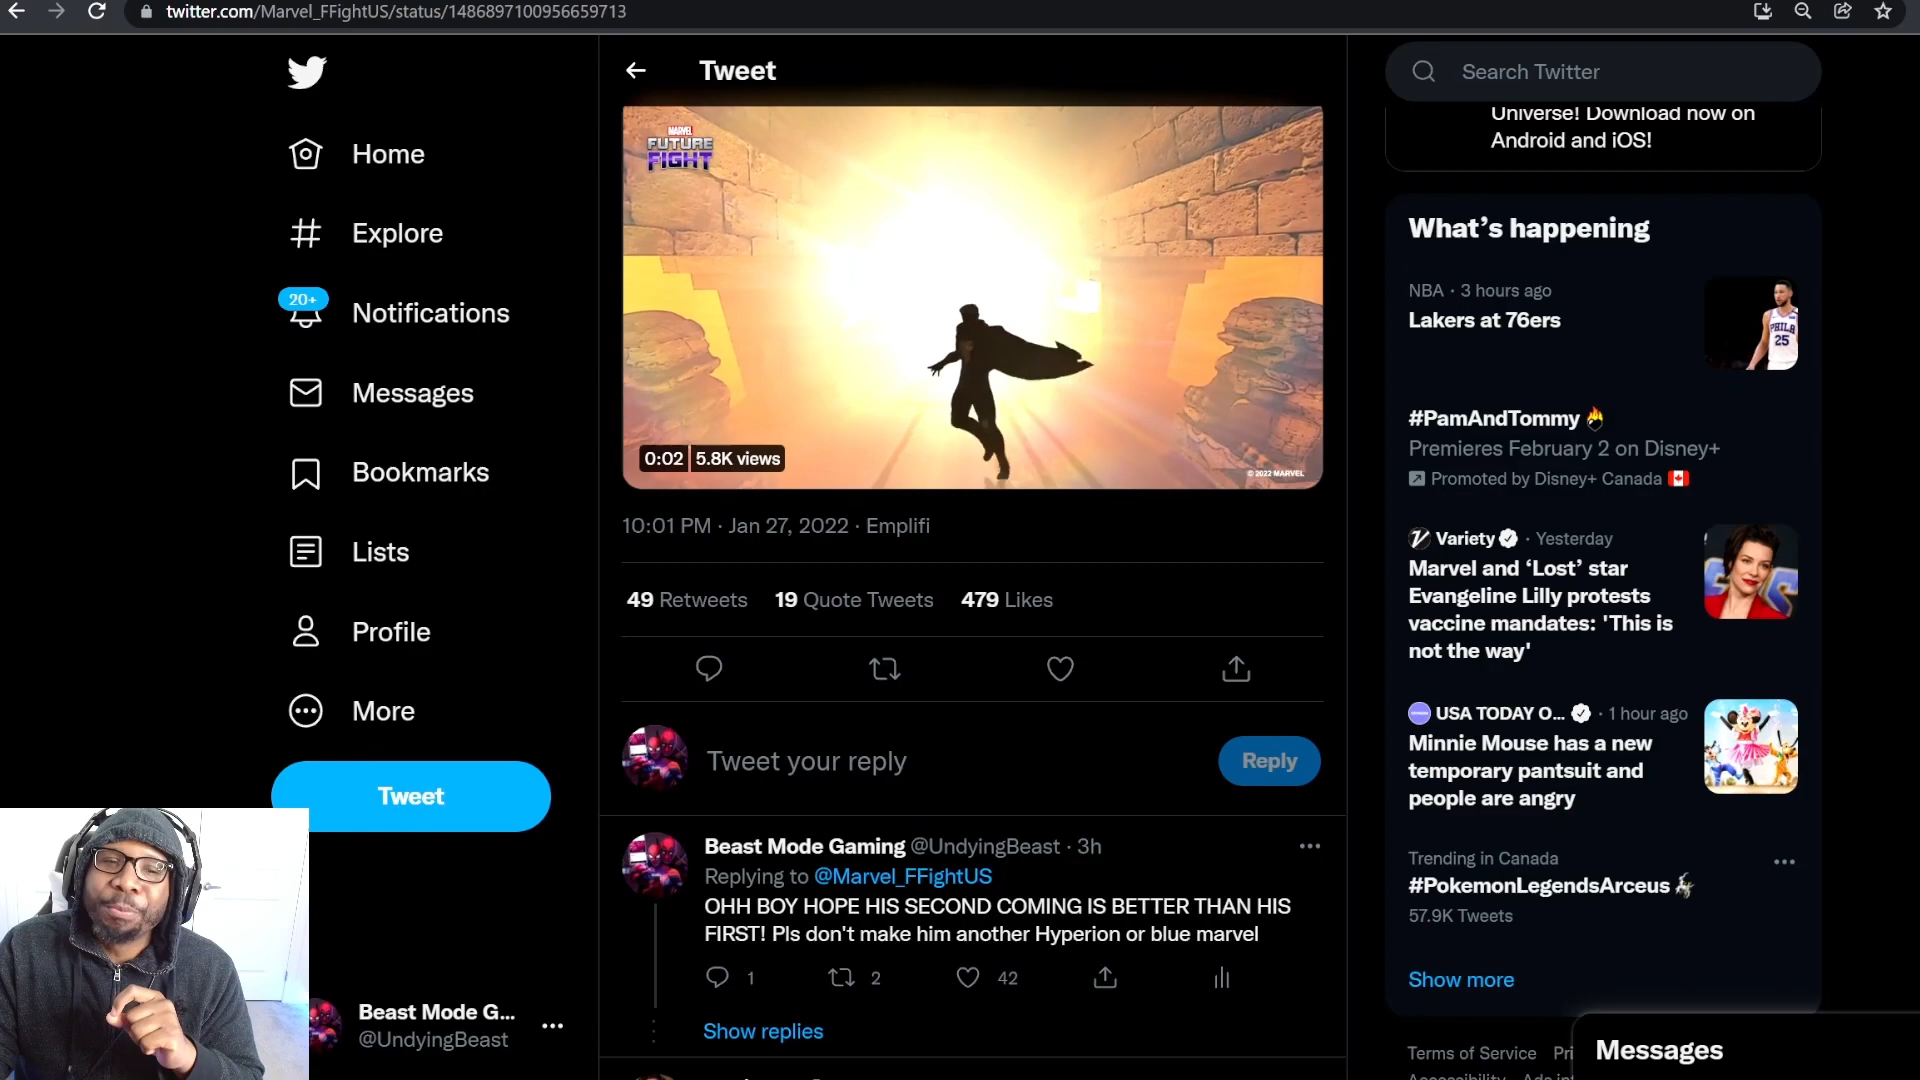 twitter.com/Marvel_FFightUS/status/1486897100956659713
Home
Explore
20+
Notifications
Messages
Bookmarks
Lists
Profile
More
Tweet
Beast Mode G...
@UndyingBeast
Tweet
MARVEL
FUTURE
FIGHT
0:02 5.8K views
© 2022 MARVEL
10:01 PM · Jan 27, 2022 · Emplifi
49 Retweets 19 Quote Tweets 479 Likes
Tweet your reply
Reply
Beast Mode Gaming @UndyingBeast · 3h
Replying to @Marvel_FFightUS
OHH BOY HOPE HIS SECOND COMING IS BETTER THAN HIS
FIRST! Pls don't make him another Hyperion or blue marvel
1 2 42
Show replies
Search Twitter
Universe! Download now on
Android and iOS!
What's happening
NBA · 3 hours ago
Lakers at 76ers
PHILA
25
#PamAndTommy
Premieres February 2 on Disney+
Promoted by Disney+ Canada
Variety · Yesterday
Marvel and ‘Lost’ star
Evangeline Lilly protests
vaccine mandates: 'This is
not the way'
USA TODAY O... · 1 hour ago
Minnie Mouse has a new
temporary pantsuit and
people are angry
Trending in Canada
#PokemonLegendsArceus
57.9K Tweets
Show more
Terms of Service Pri
Messages